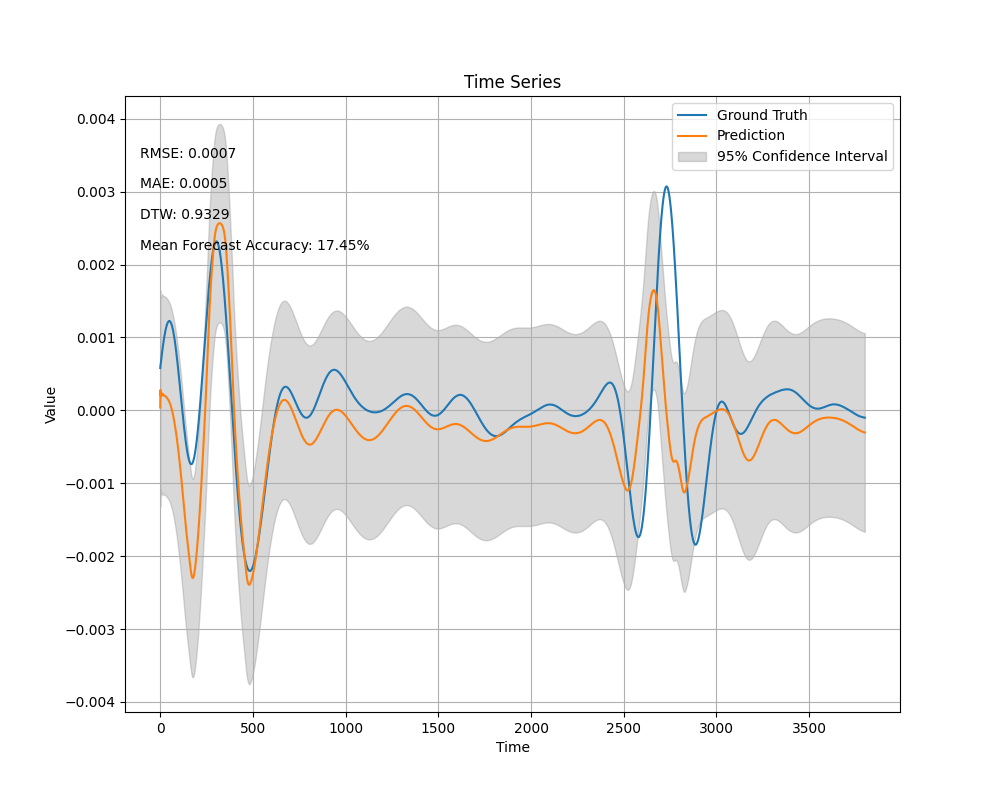 Time Series
Ground Truth
Prediction
95% Confidence Interval
RMSE: 0.0007
MAE: 0.0005
DTW: 0.9329
Mean Forecast Accuracy: 17.45%
Value
0.004
0.003
0.002
0.001
0.000
−0.001
−0.002
−0.003
−0.004
0 500 1000 1500 2000 2500 3000 3500
Time